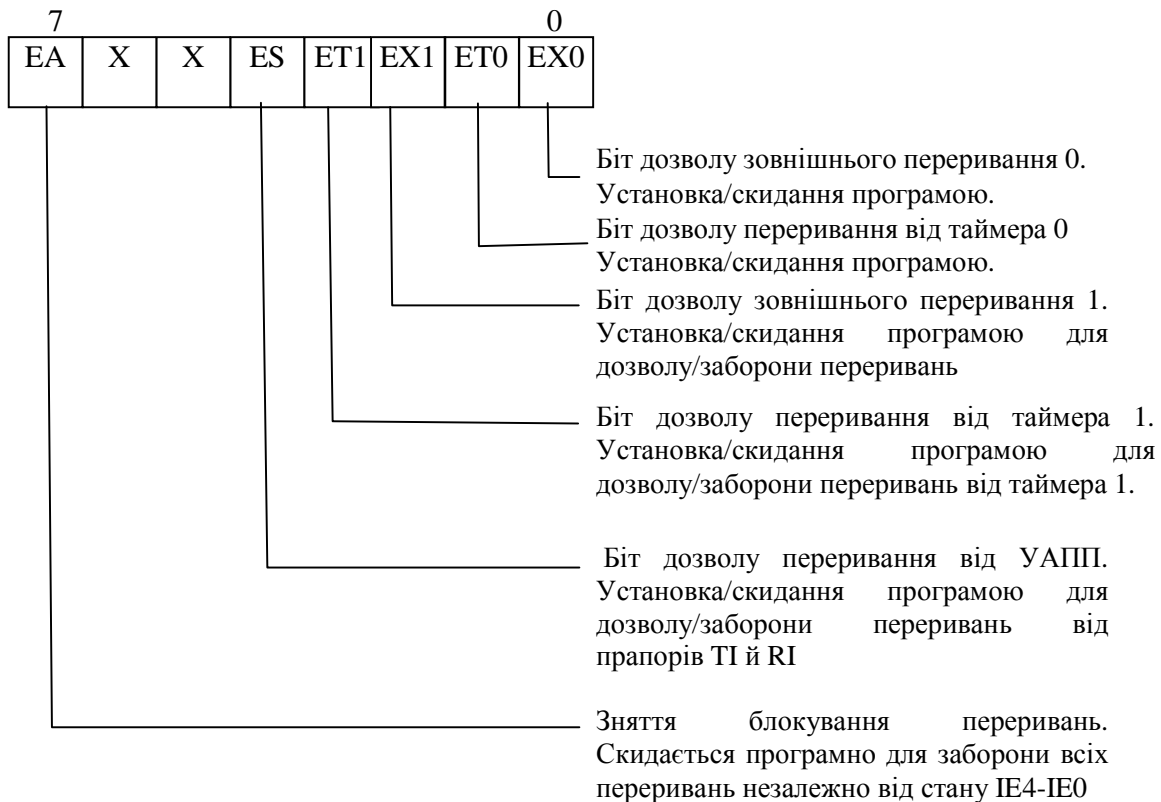 7 0
EA X X ES ET1 EX1 ET0 EX0
Біт дозволу зовнішнього переривання 0.
Установка/скидання програмою.
Біт дозволу переривання від таймера 0
Установка/скидання програмою.
Біт дозволу зовнішнього переривання 1.
Установка/скидання програмою для
дозволу/заборони переривань
Біт дозволу переривання від таймера 1.
Установка/скидання програмою для
дозволу/заборони переривань від таймера 1.
Біт дозволу переривання від УАПП.
Установка/скидання програмою для
дозволу/заборони переривань від
прапорів TI й RI
Зняття блокування переривань.
Скидається програмно для заборони всіх
переривань незалежно від стану IE4-IE0